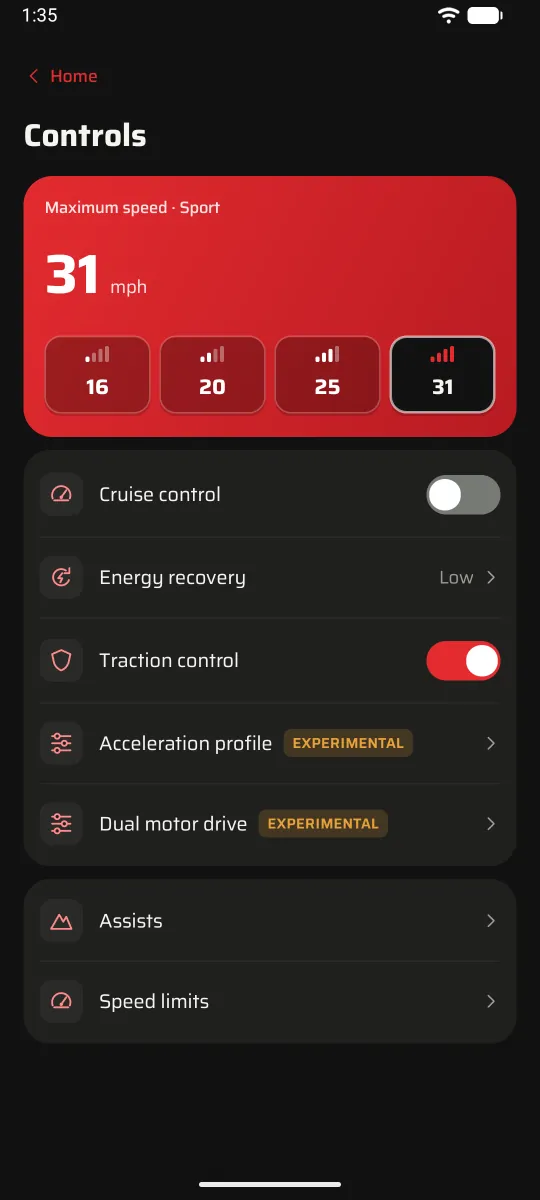 1:35
Home
Controls
Maximum speed · Sport
31 mph
16 20 25 31
Cruise control
Energy recovery Low
Traction control
Acceleration profile EXPERIMENTAL
Dual motor drive EXPERIMENTAL
Assists
Speed limits